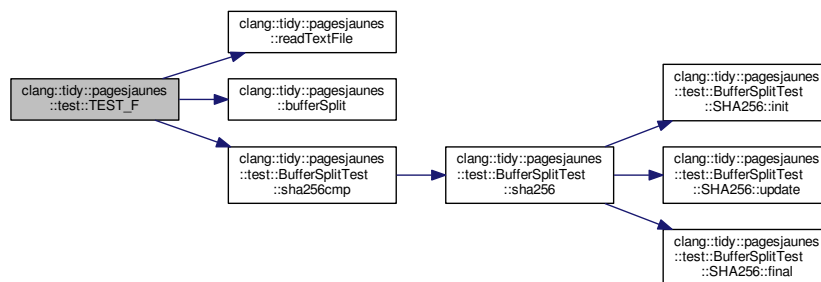 clang::tidy::pagesjaunes
::test::TEST_F
clang::tidy::pagesjaunes
::readTextFile
clang::tidy::pagesjaunes
::bufferSplit
clang::tidy::pagesjaunes
::test::BufferSplitTest
::sha256cmp
clang::tidy::pagesjaunes
::test::BufferSplitTest
::sha256
clang::tidy::pagesjaunes
::test::BufferSplitTest
::SHA256::init
clang::tidy::pagesjaunes
::test::BufferSplitTest
::SHA256::update
clang::tidy::pagesjaunes
::test::BufferSplitTest
::SHA256::final